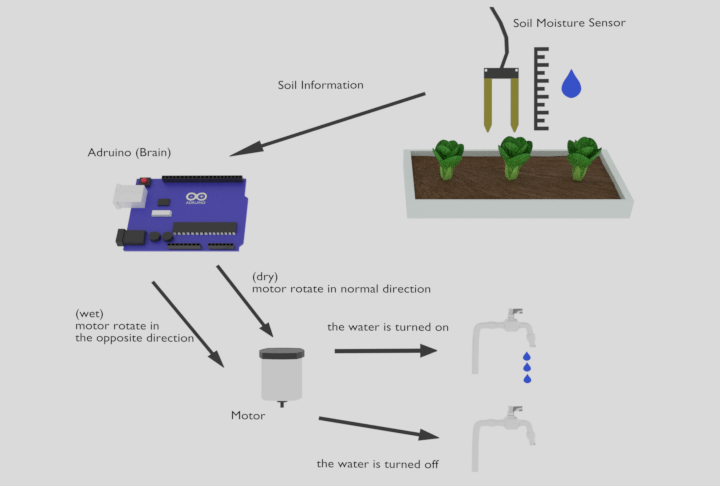 Soil Moisture Sensor
Soil Information
Adruino (Brain)
ARDUINO
(dry)
motor rotate in normal direction
(wet)
motor rotate in
the opposite direction
the water is turned on
Motor
the water is turned off